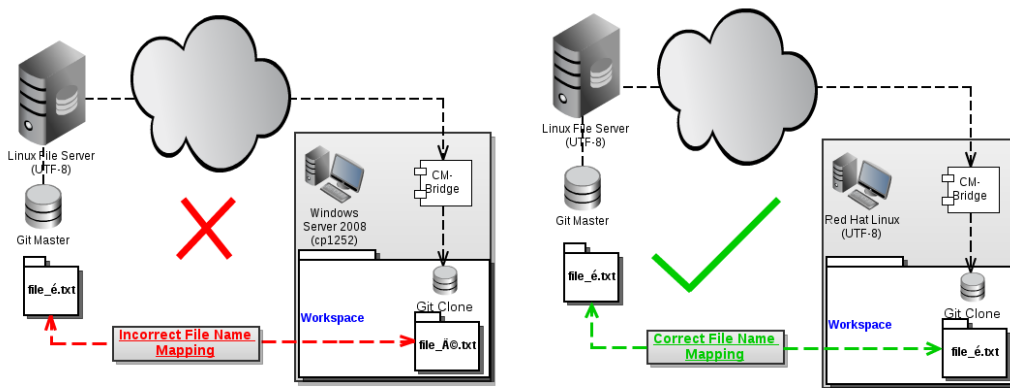 Linux File Server
(UTF-8)
Git Master
file_é.txt
Windows
Server 2008
(cp1252)
CM-
Bridge
Git Clone
Workspace
file_Ä©.txt
Incorrect File Name
Mapping
Linux File Server
(UTF-8)
Git Master
file_é.txt
Red Hat Linux
(UTF-8)
CM-
Bridge
Git Clone
Workspace
file_é.txt
Correct File Name
Mapping